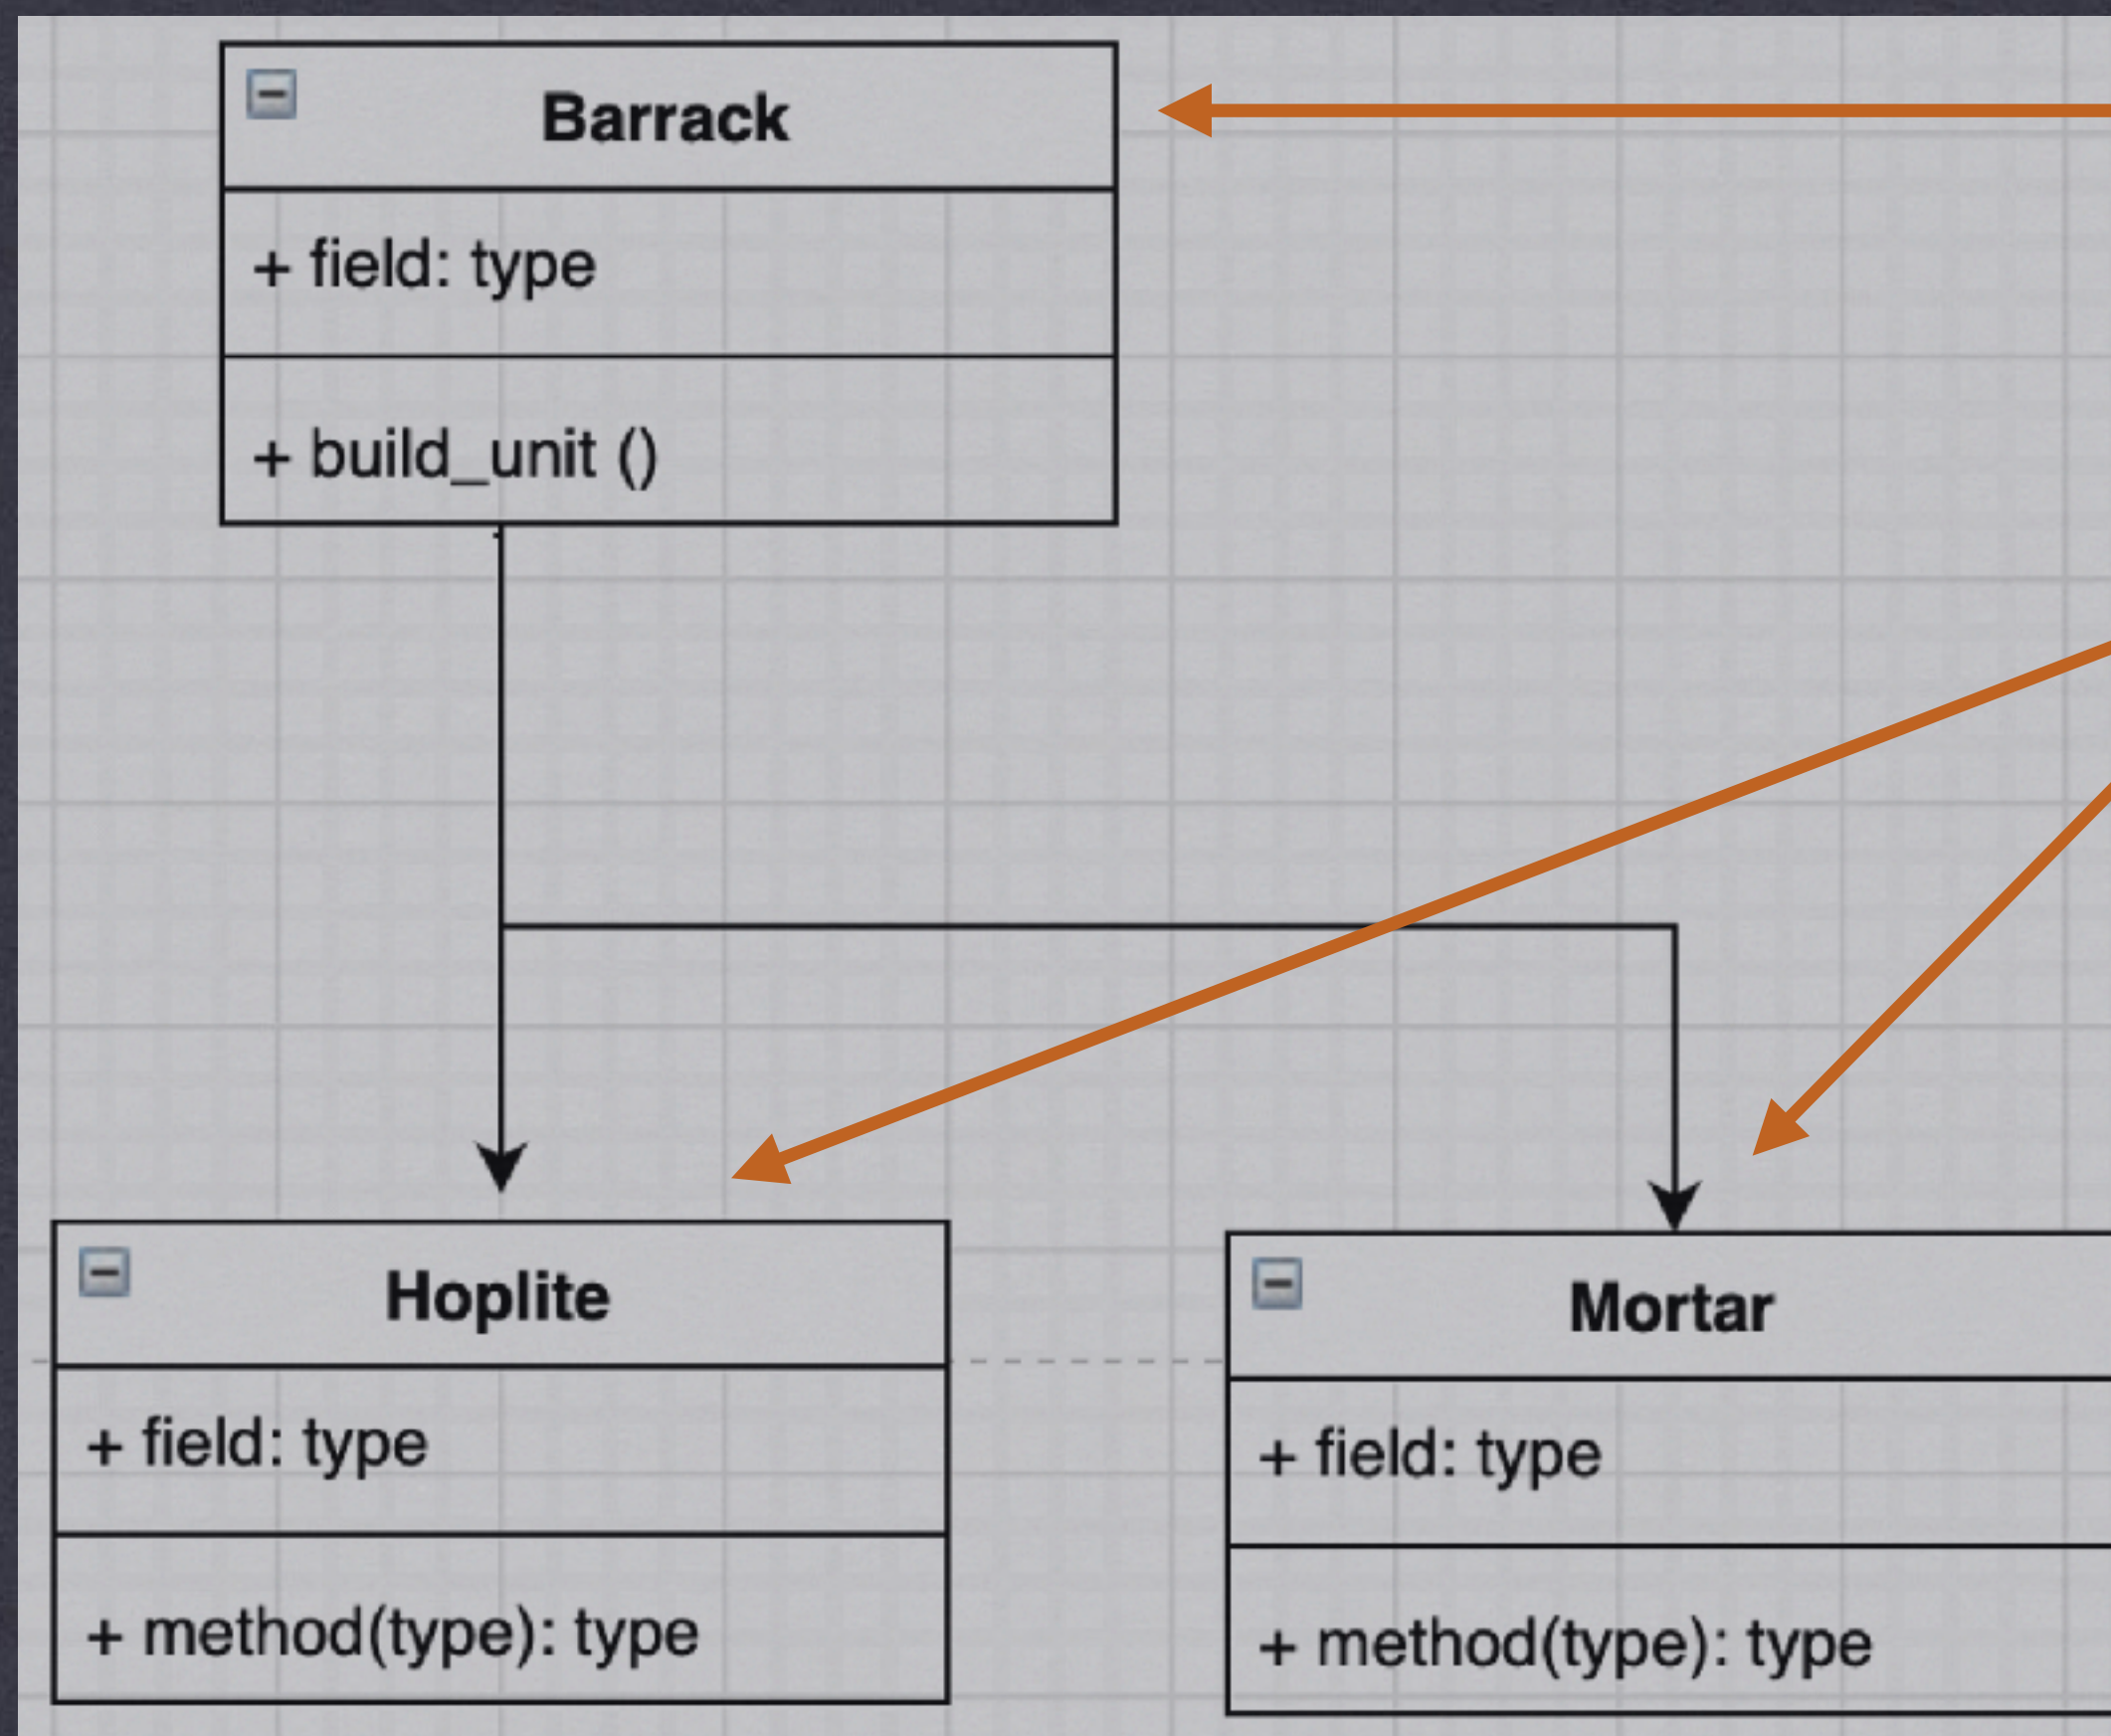 Barrack
+ field: type
+ build_unit ()
Hoplite
+ field: type
+ method(type): type
Mortar
+ field: type
+ method(type): type